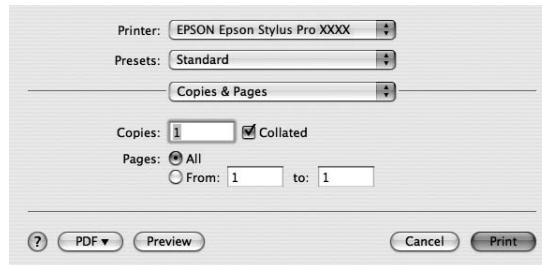 Printer: EPSON Epson Stylus Pro XXXX
Presets: Standard
Copies & Pages
Copies: 1 Collated
Pages: All
From: 1 to: 1
? PDF▼ Preview Cancel Print